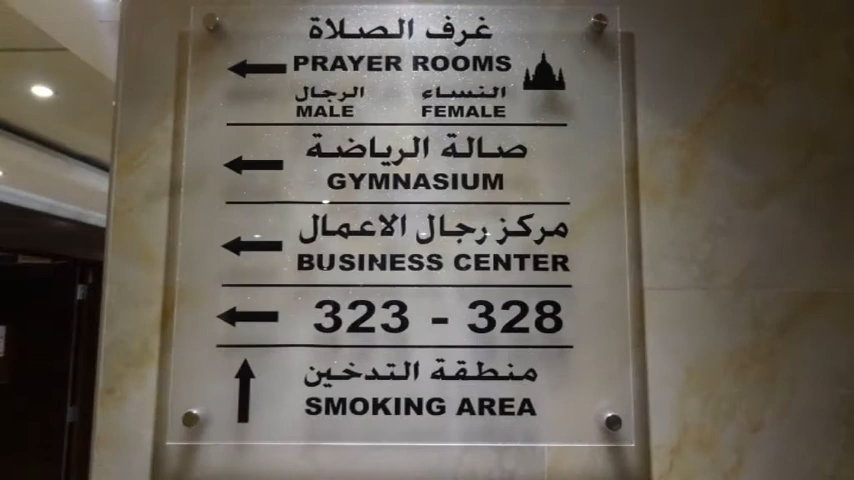 غرف الصلاة
PRAYER ROOMS
الرجال النساء
MALE FEMALE
صالة الرياضة
GYMNASIUM
مركز رجال الاعمال
BUSINESS CENTER
323 - 328
منطقة التدخين
SMOKING AREA